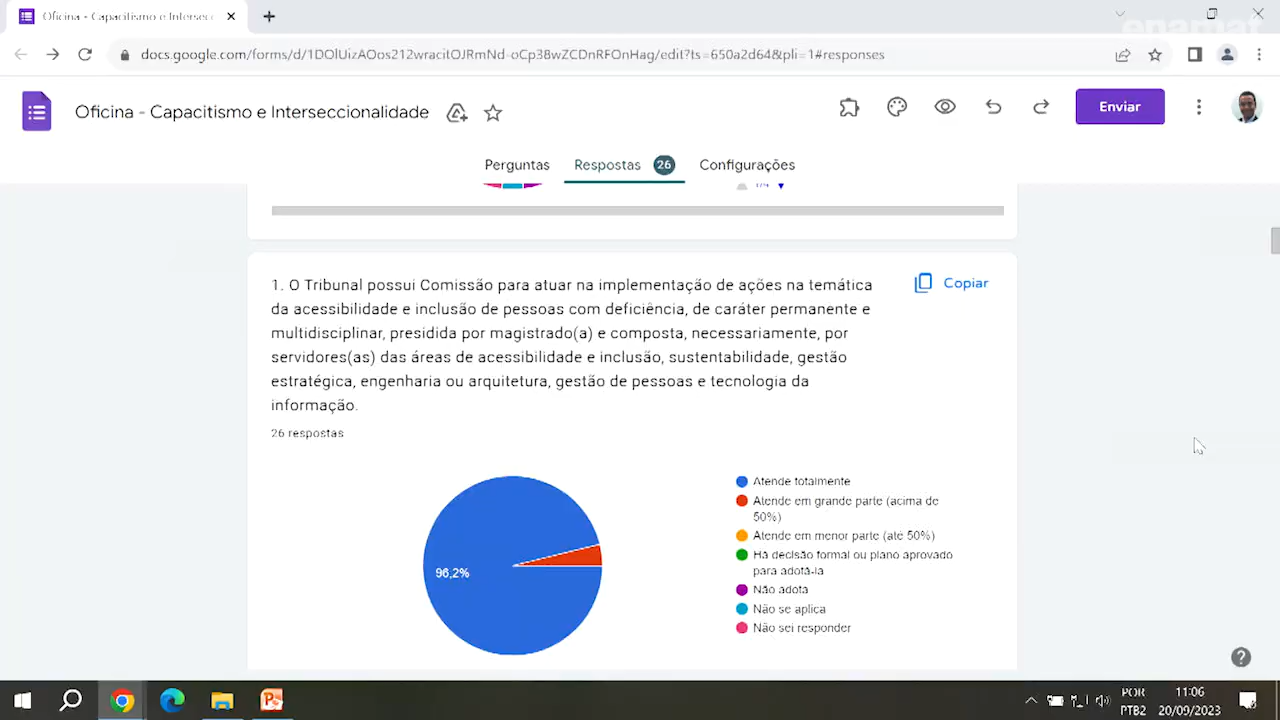 Oficina - Capacitismo e Intersecc
enamat
docs.google.com/forms/d/1DOlUizAOos212wracitOJRmNd-oCp38wZCDnRFOnHag/edit?ts=650a2d64&pli=1#responses
Oficina - Capacitismo e Interseccionalidade
Enviar
Perguntas
Respostas 26
Configurações
1/4
1. O Tribunal possui Comissão para atuar na implementação de ações na temática
da acessibilidade e inclusão de pessoas com deficiência, de caráter permanente e
multidisciplinar, presidida por magistrado(a) e composta, necessariamente, por
servidores(as) das áreas de acessibilidade e inclusão, sustentabilidade, gestão
estratégica, engenharia ou arquitetura, gestão de pessoas e tecnologia da
informação.
Copiar
26 respostas
96,2%
Atende totalmente
Atende em grande parte (acima de
50%)
Atende em menor parte (até 50%)
Há decisão formal ou plano aprovado
para adotá-la
Não adota
Não se aplica
Não sei responder
POR
PTB2
11:06
20/09/2023